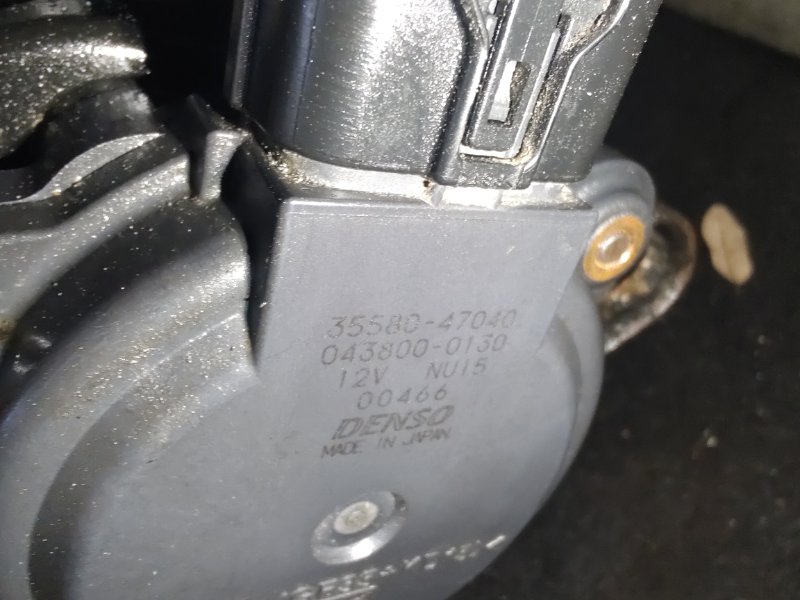 35580-47040
043800-0130
12V NU15
00466
DENSO
MADE IN JAPAN